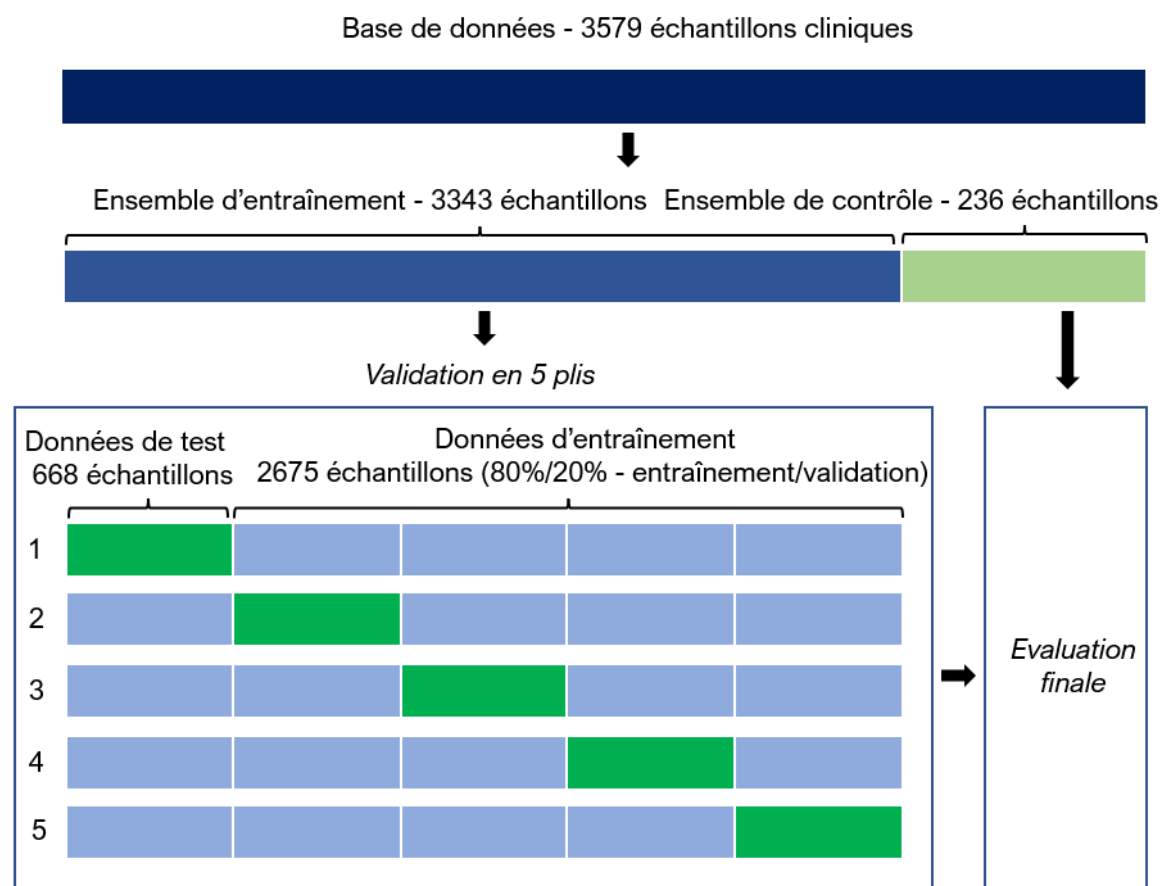 Base de données - 3579 échantillons cliniques
Ensemble d’entraînement - 3343 échantillons
Ensemble de contrôle - 236 échantillons
Validation en 5 plis
Données de test
668 échantillons
Données d’entraînement
2675 échantillons (80%/20% - entraînement/validation)
1
2
3
4
5
Evaluation
finale